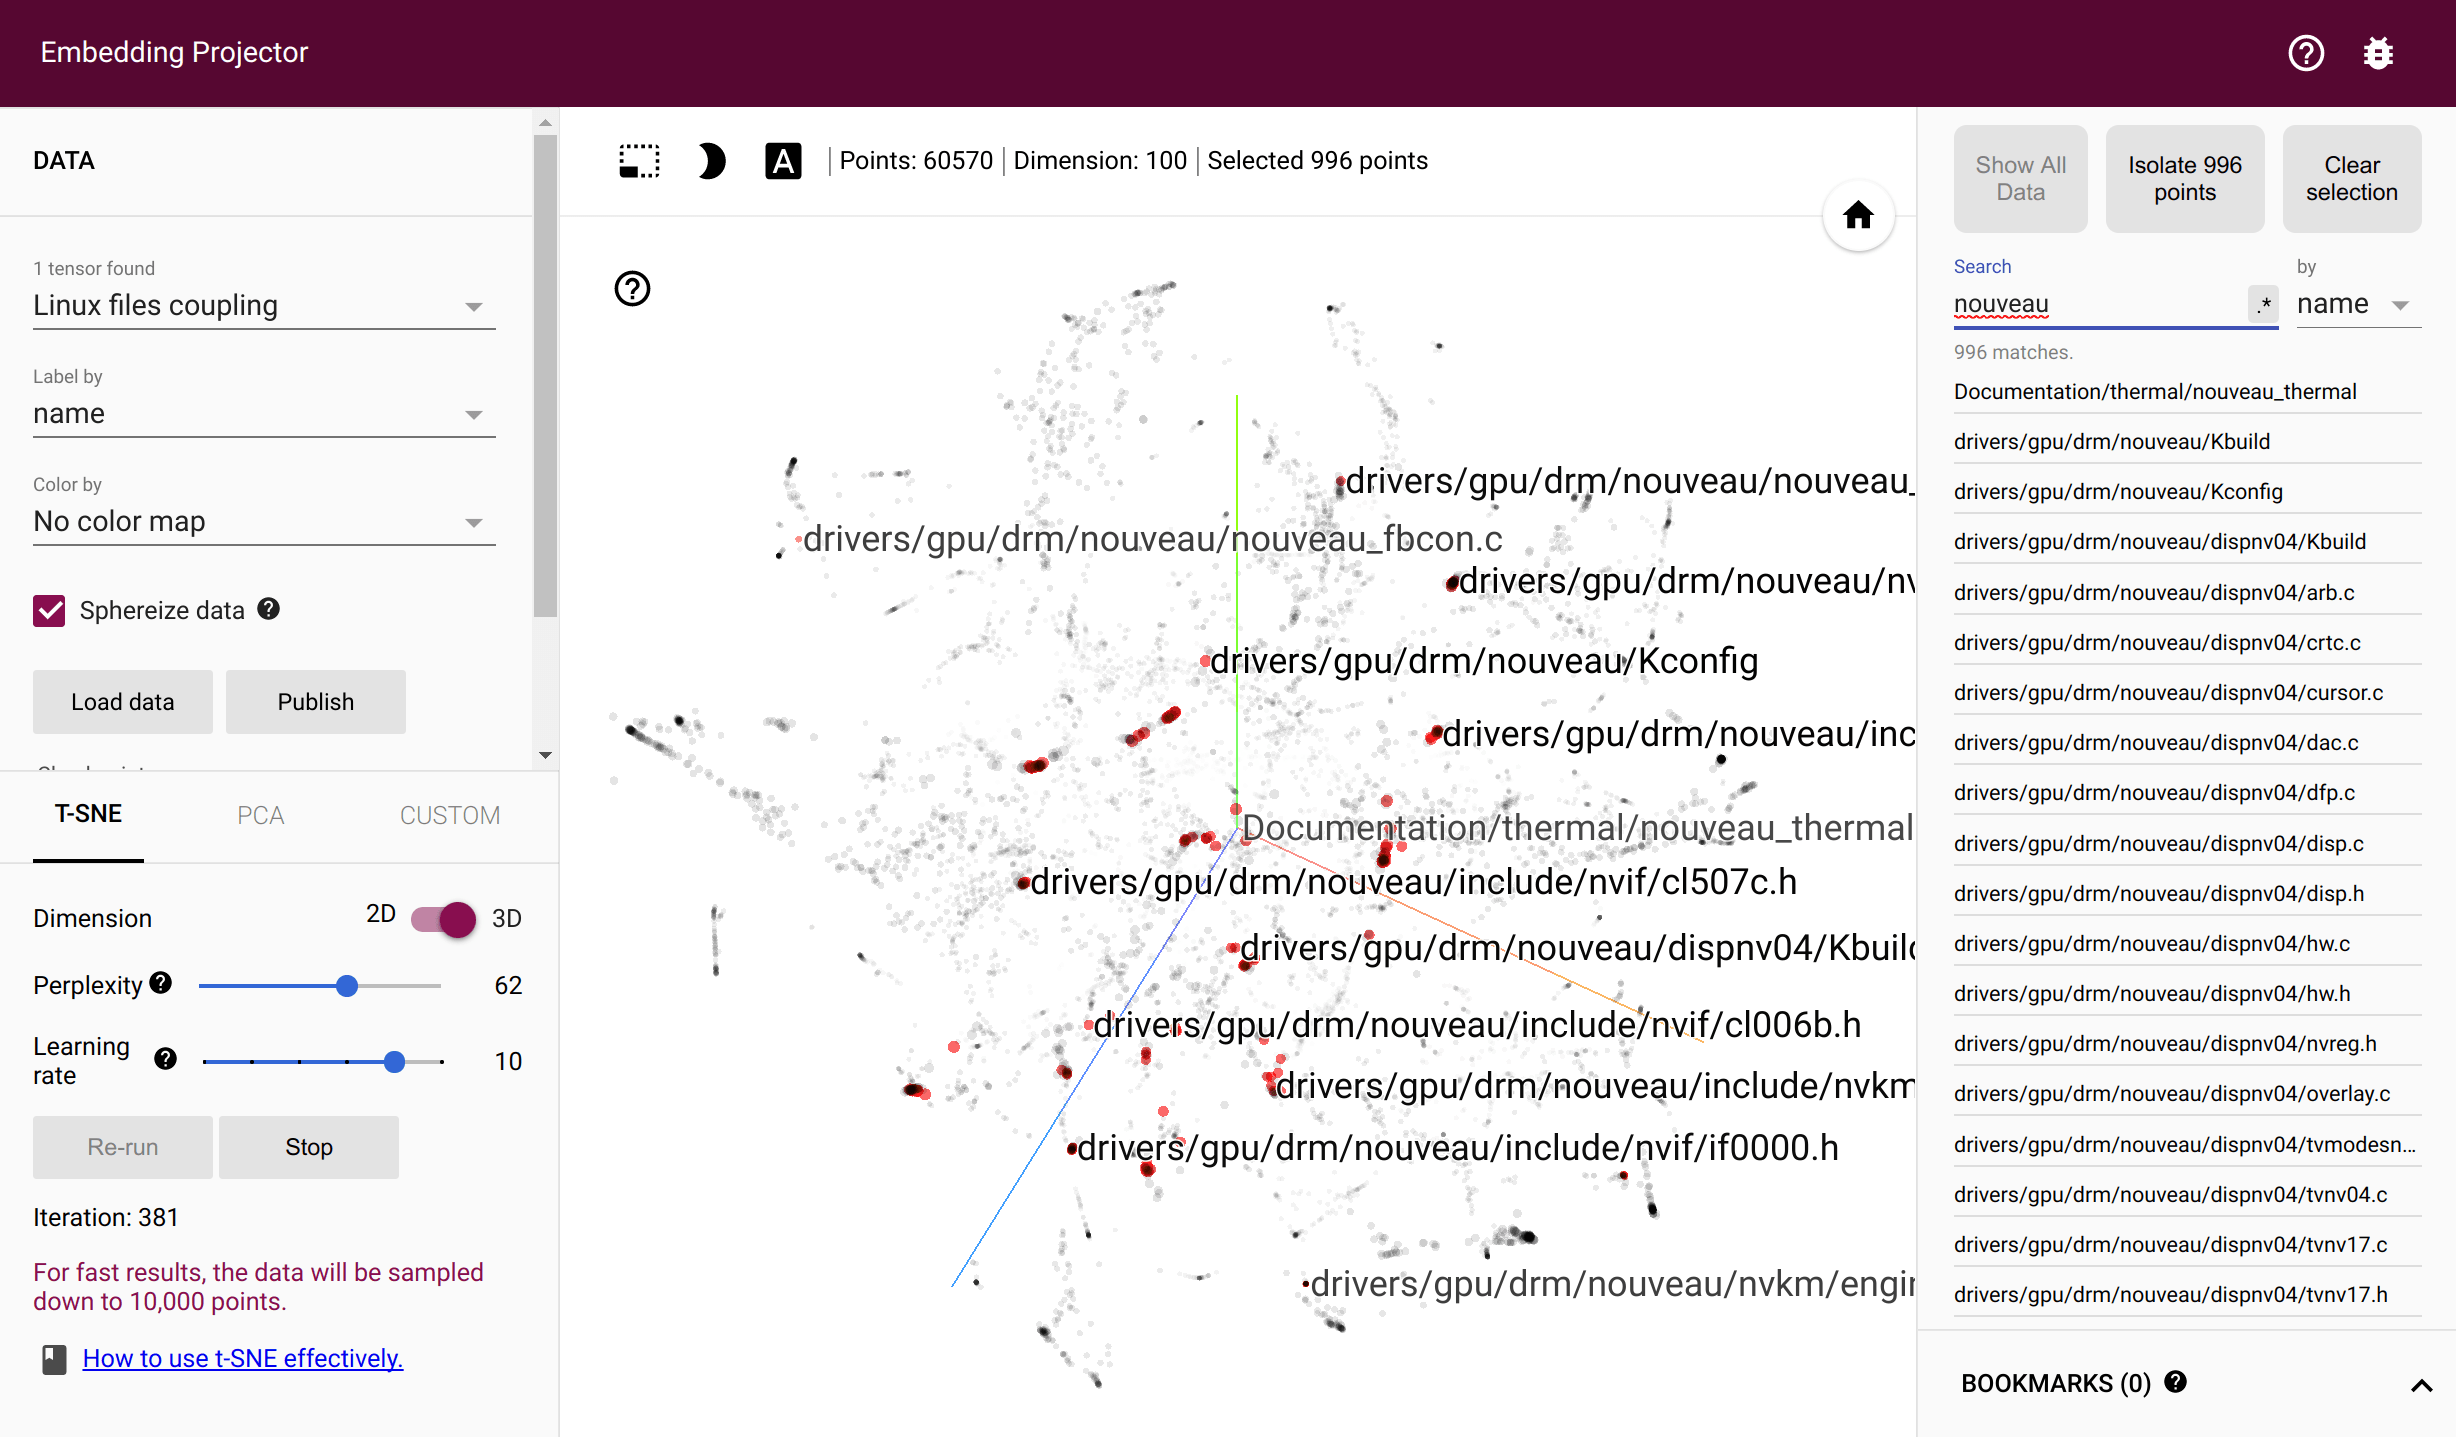 Embedding Projector
DATA
1 tensor found
Linux files coupling
Label by
name
Color by
No color map
Sphereize data
Load data
Publish
T-SNE
PCA
CUSTOM
Dimension
2D
3D
Perplexity
62
Learning
rate
10
Re-run
Stop
Iteration: 381
For fast results, the data will be sampled
down to 10,000 points.
How to use t-SNE effectively.
A
Points: 60570
Dimension: 100
Selected 996 points
drivers/gpu/drm/nouveau/nouveau_
drivers/gpu/drm/nouveau/nouveau_fbcon.c
drivers/gpu/drm/nouveau/nv
drivers/gpu/drm/nouveau/Kconfig
drivers/gpu/drm/nouveau/inc
Documentation/thermal/nouveau_thermal
drivers/gpu/drm/nouveau/include/nvif/cl507c.h
drivers/gpu/drm/nouveau/dispnv04/Kbuild
drivers/gpu/drm/nouveau/include/nvif/cl006b.h
drivers/gpu/drm/nouveau/include/nvkm
drivers/gpu/drm/nouveau/include/nvif/if0000.h
drivers/gpu/drm/nouveau/nvkm/engin
Show All
Data
Isolate 996
points
Clear
selection
Search
nouveau
.*
by
name
996 matches.
Documentation/thermal/nouveau_thermal
drivers/gpu/drm/nouveau/Kbuild
drivers/gpu/drm/nouveau/Kconfig
drivers/gpu/drm/nouveau/dispnv04/Kbuild
drivers/gpu/drm/nouveau/dispnv04/arb.c
drivers/gpu/drm/nouveau/dispnv04/crtc.c
drivers/gpu/drm/nouveau/dispnv04/cursor.c
drivers/gpu/drm/nouveau/dispnv04/dac.c
drivers/gpu/drm/nouveau/dispnv04/dfp.c
drivers/gpu/drm/nouveau/dispnv04/disp.c
drivers/gpu/drm/nouveau/dispnv04/disp.h
drivers/gpu/drm/nouveau/dispnv04/hw.c
drivers/gpu/drm/nouveau/dispnv04/hw.h
drivers/gpu/drm/nouveau/dispnv04/nvreg.h
drivers/gpu/drm/nouveau/dispnv04/overlay.c
drivers/gpu/drm/nouveau/dispnv04/tvmodesn...
drivers/gpu/drm/nouveau/dispnv04/tvnv04.c
drivers/gpu/drm/nouveau/dispnv04/tvnv17.c
drivers/gpu/drm/nouveau/dispnv04/tvnv17.h
BOOKMARKS (0)